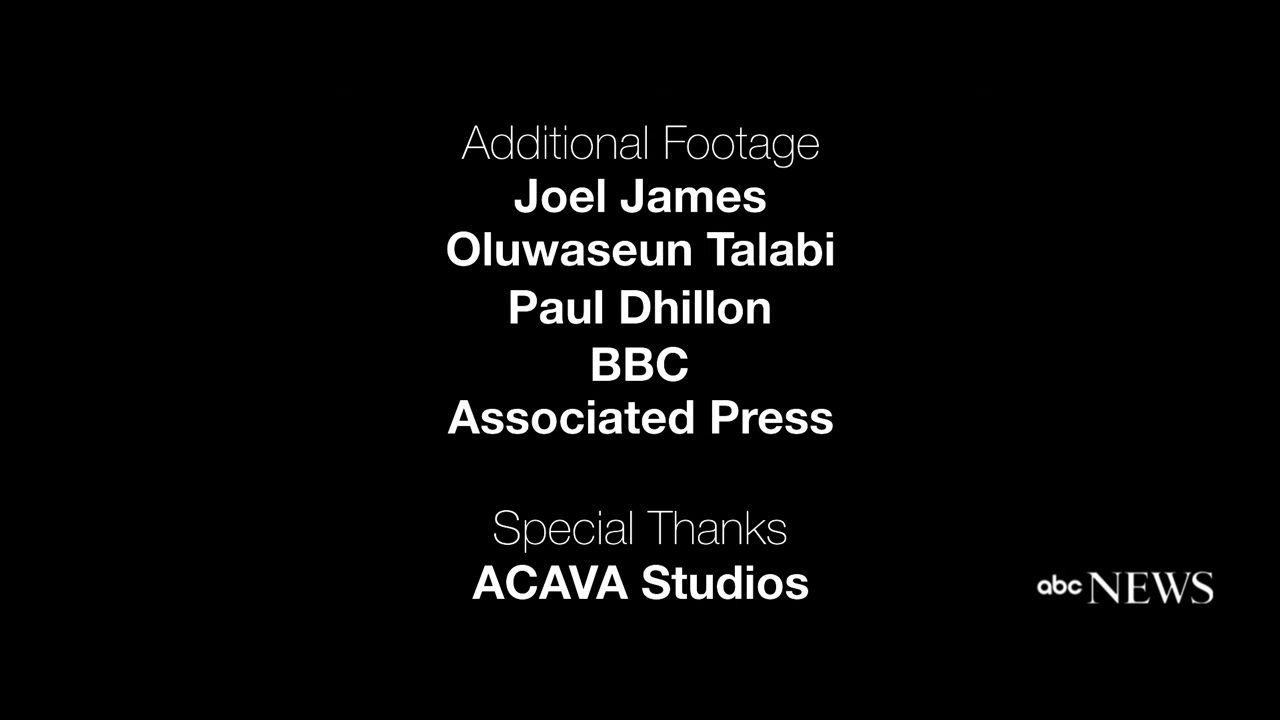 Additional Footage
Joel James
Oluwaseun Talabi
Paul Dhillon
BBC
Associated Press
Special Thanks
ACAVA Studios
abc NEWS